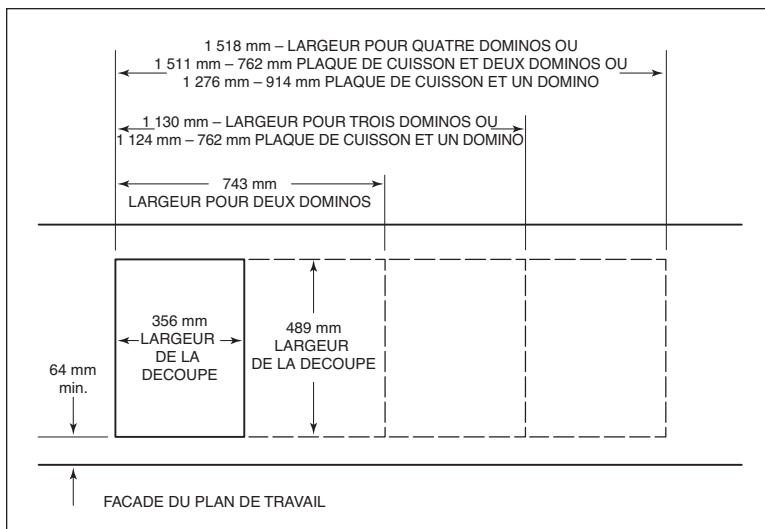 1 518 mm – LARGEUR POUR QUATRE DOMINOS OU
1 511 mm – 762 mm PLAQUE DE CUISSON ET DEUX DOMINOS OU
1 276 mm – 914 mm PLAQUE DE CUISSON ET UN DOMINO
1 130 mm – LARGEUR POUR TROIS DOMINOS OU
1 124 mm – 762 mm PLAQUE DE CUISSON ET UN DOMINO
743 mm
LARGEUR POUR DEUX DOMINOS
356 mm
LARGEUR
DE LA
DECOUPE
489 mm
LARGEUR
DE LA DECOUPE
64 mm
min.
FACADE DU PLAN DE TRAVAIL